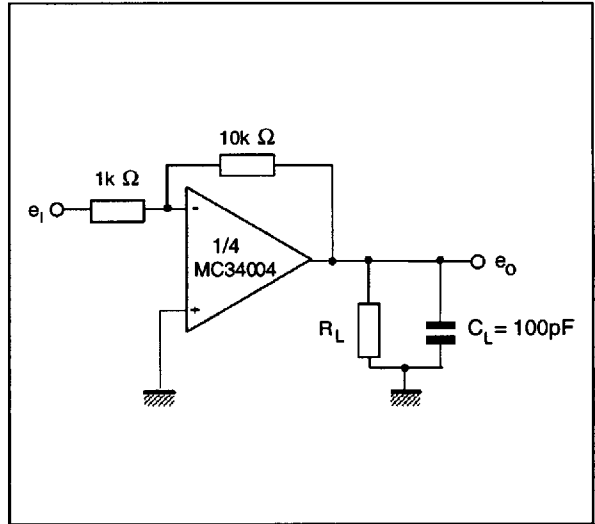 10k Ω
1k Ω
eI
-
1/4
MC34004
+
eo
RL
CL = 100pF